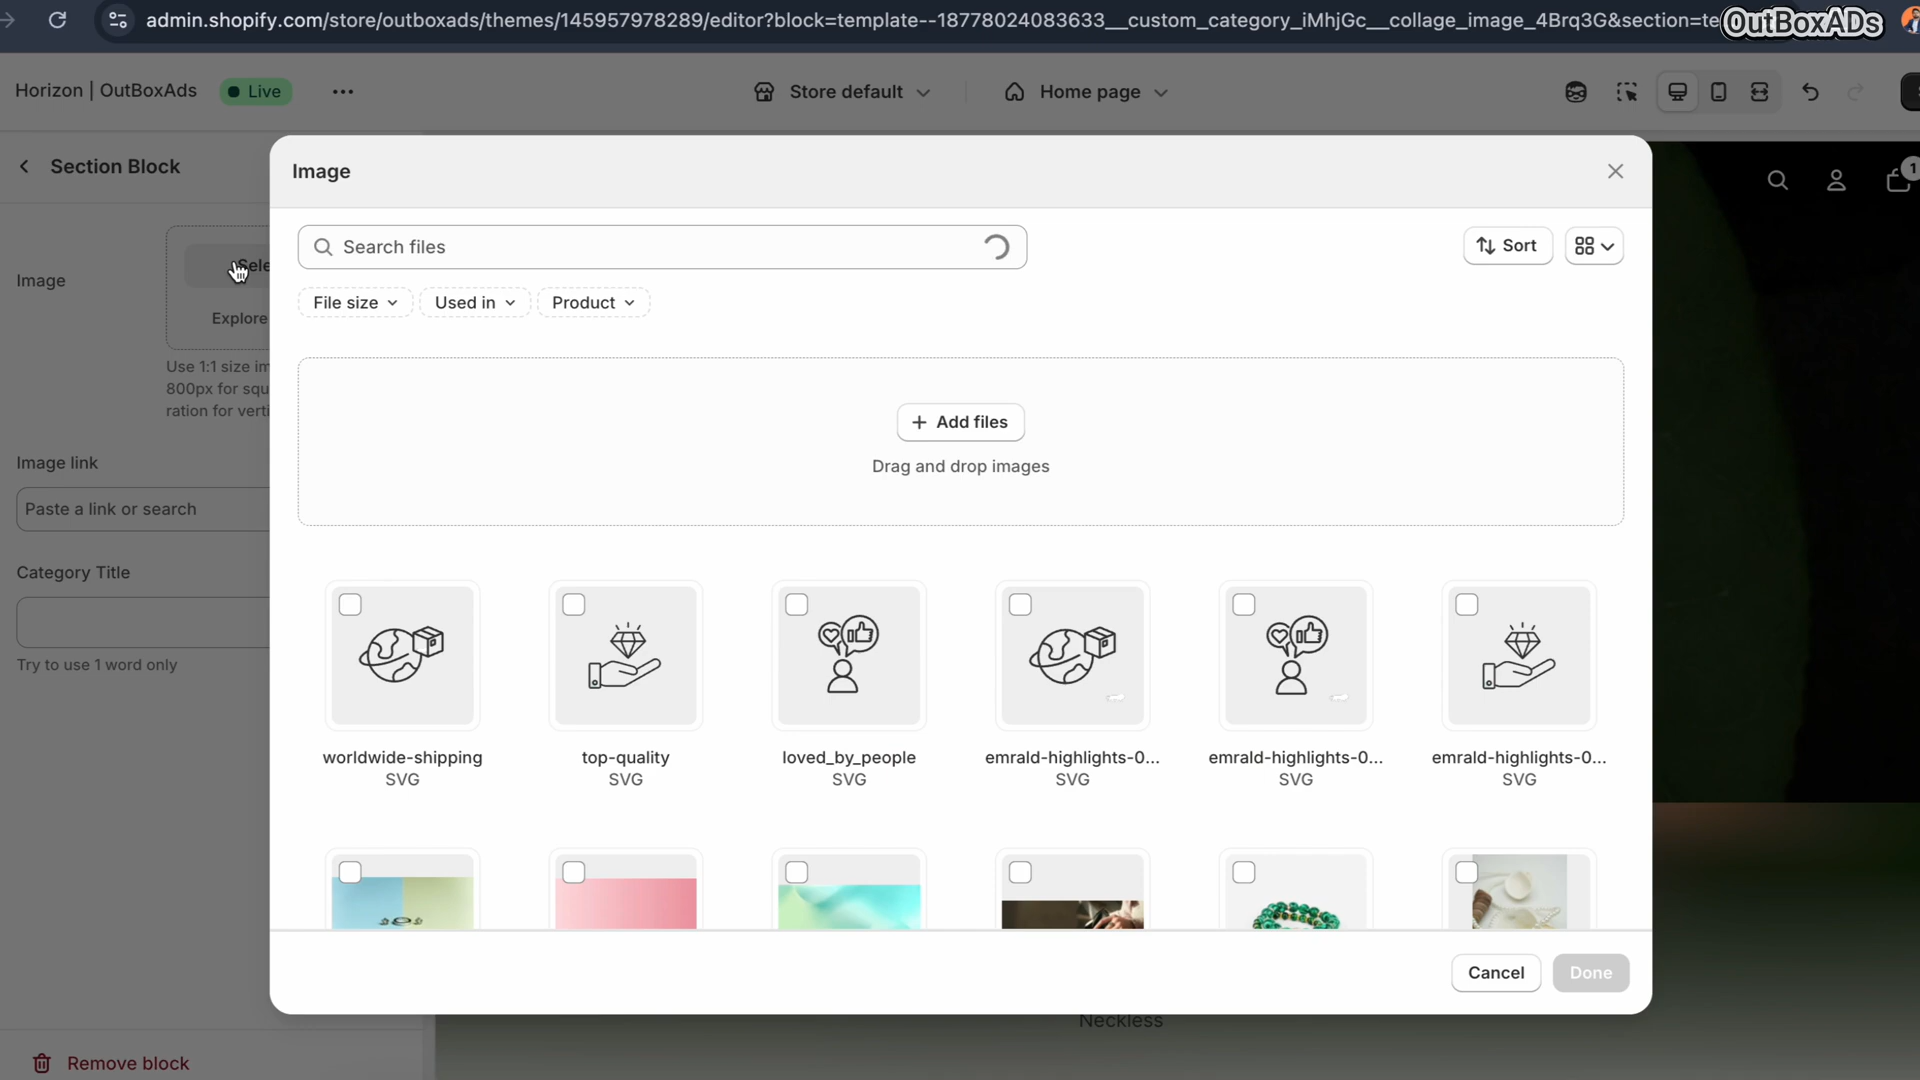 admin.shopify.com/store/outboxads/themes/145957978289/editor?block=template--18778024083633__custom_category_iMhjGc__collage_image_4Brq3G&section=te
OutBoxADs
Horizon | OutBoxAds
Live
Store default
Home page
1
Section Block
Image
Image
Search files
Sort
File size
Used in
Product
Explore
Use 1:1 size im
800px for squ
ration for verti
Add files
Drag and drop images
Image link
Paste a link or search
Category Title
Try to use 1 word only
worldwide-shipping
SVG
top-quality
SVG
loved_by_people
SVG
emrald-highlights-0...
SVG
emrald-highlights-0...
SVG
emrald-highlights-0...
SVG
Cancel
Done
Neckless
Remove block